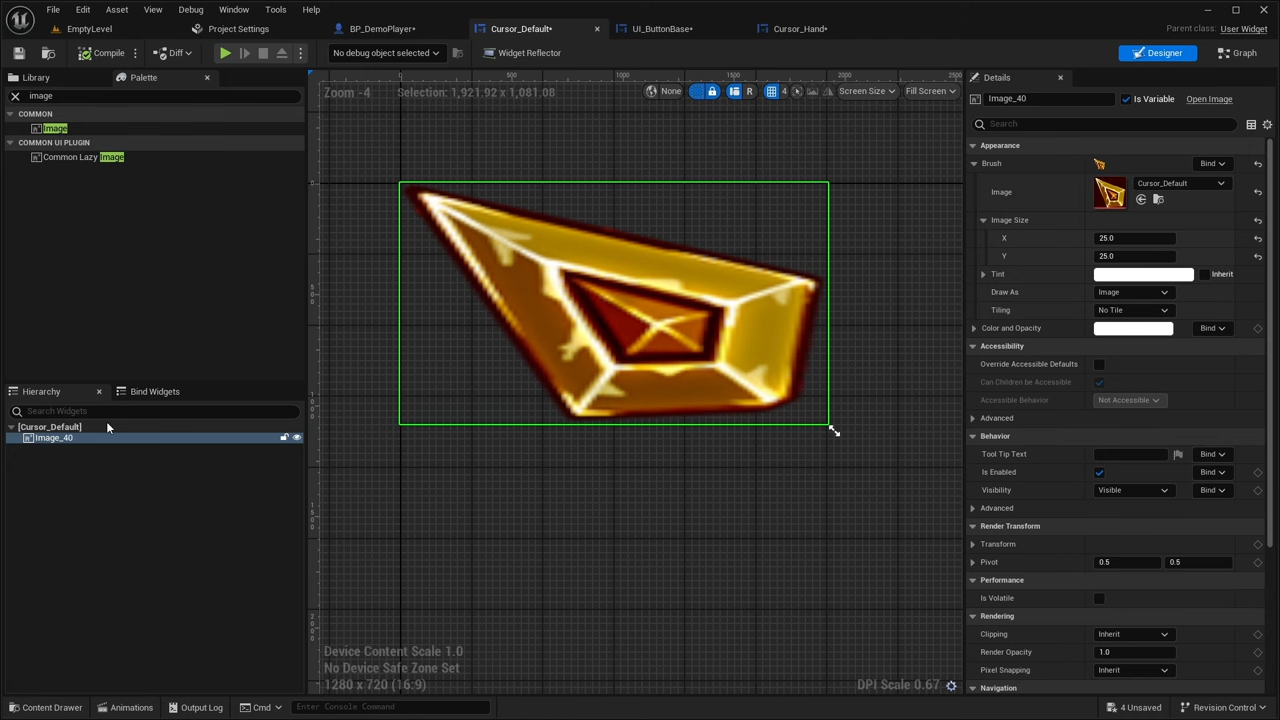 File Edit Asset View Debug Window Tools Help
Parent class: User Widget
EmptyLevel Project Settings BP_DemoPlayer* Cursor_Default* UI_ButtonBase* Cursor_Hand*
Compile Diff No debug object selected Widget Reflector Designer Graph
Library Palette
image
COMMON
Image
COMMON UI PLUGIN
Common Lazy Image
Hierarchy Bind Widgets
Search Widgets
[Cursor_Default]
Image_40
0 500 1000 1500 2000 2500
Zoom -4 Selection: 1,921.92 x 1,081.08 None R 4 Screen Size Fill Screen
Device Content Scale 1.0
No Device Safe Zone Set
1280 x 720 (16:9) DPI Scale 0.67
Details
Image_40 Is Variable Open Image
Search
Appearance
Brush Bind
Image Cursor_Default
Image Size
X 25.0
Y 25.0
Tint Inherit
Draw As Image
Tiling No Tile
Color and Opacity Bind
Accessibility
Override Accessible Defaults
Can Children be Accessible
Accessible Behavior Not Accessible
Advanced
Behavior
Tool Tip Text Bind
Is Enabled Bind
Visibility Visible Bind
Advanced
Render Transform
Transform
Pivot 0.5 0.5
Performance
Is Volatile
Rendering
Clipping Inherit
Render Opacity 1.0
Pixel Snapping Inherit
Navigation
Content Drawer Animations Output Log Cmd Enter Console Command 4 Unsaved Revision Control